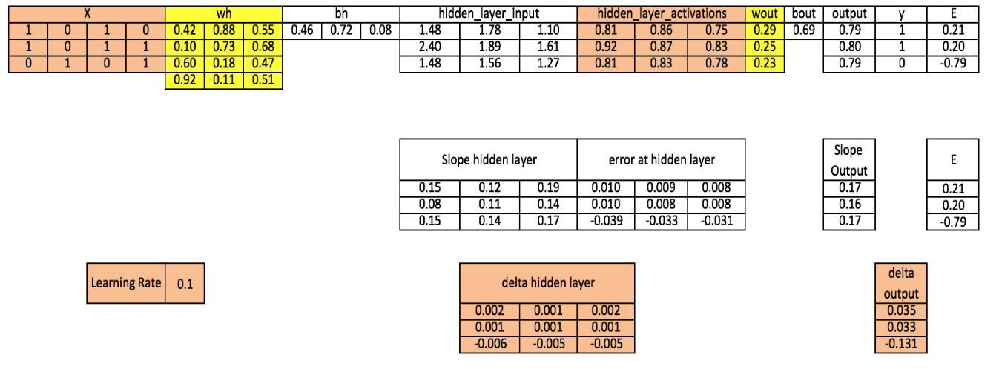 X wh bh hidden_layer_input hidden_layer_activations wout bout output y E
1 0 1 0 0.42 0.88 0.55 0.46 0.72 0.08 1.48 1.78 1.10 0.81 0.86 0.75 0.29 0.69 0.79 1 0.21
1 0 1 1 0.10 0.73 0.68 2.40 1.89 1.61 0.92 0.87 0.83 0.25 0.80 1 0.20
0 1 0 1 0.60 0.18 0.47 1.48 1.56 1.27 0.81 0.83 0.78 0.23 0.79 0 -0.79
0.92 0.11 0.51
Slope hidden layer error at hidden layer Slope
Output E
0.15 0.12 0.19 0.010 0.009 0.008 0.17 0.21
0.08 0.11 0.14 0.010 0.008 0.008 0.16 0.20
0.15 0.14 0.17 -0.039 -0.033 -0.031 0.17 -0.79
Learning Rate 0.1 delta hidden layer delta
output
0.002 0.001 0.002 0.035
0.001 0.001 0.001 0.033
-0.006 -0.005 -0.005 -0.131